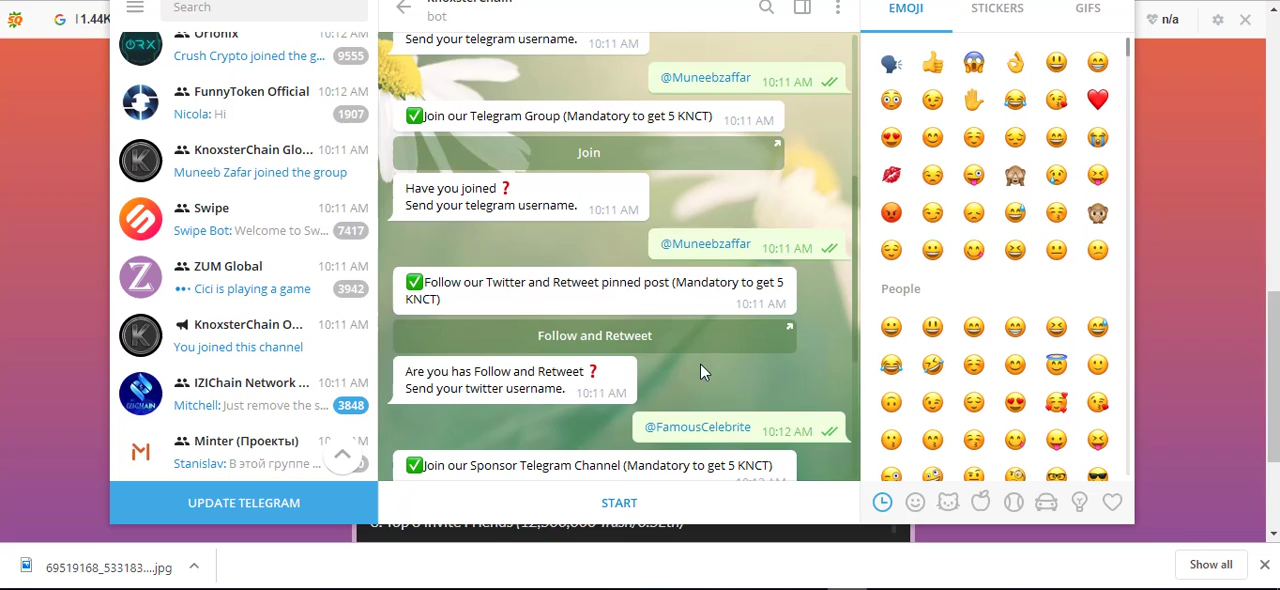 1.44K
Search
KnoxsterChain
bot
EMOJI
STICKERS
GIFS
n/a
Orionix
10:12 AM
Crush Crypto joined the g...
9555
FunnyToken Official
10:12 AM
Nicola: Hi
1907
KnoxsterChain Glo...
10:11 AM
Muneeb Zafar joined the group
Swipe
10:11 AM
Swipe Bot: Welcome to Sw...
7417
ZUM Global
10:11 AM
Cici is playing a game
3942
KnoxsterChain O...
10:11 AM
You joined this channel
IZIChain Network ...
10:11 AM
Mitchell: Just remove the s...
3848
Minter (Проекты)
Stanislav: В этой группе ...
UPDATE TELEGRAM
Send your telegram username.
10:11 AM
@Muneebzaffar
10:11 AM
✅Join our Telegram Group (Mandatory to get 5 KNCT)
10:11 AM
Join
Have you joined ❓
Send your telegram username.
10:11 AM
@Muneebzaffar
10:11 AM
✅Follow our Twitter and Retweet pinned post (Mandatory to get 5
KNCT)
10:11 AM
Follow and Retweet
Are you has Follow and Retweet ❓
Send your twitter username.
10:11 AM
@FamousCelebrite
10:12 AM
✅Join our Sponsor Telegram Channel (Mandatory to get 5 KNCT)
START
People
69519168_533183....jpg
Show all